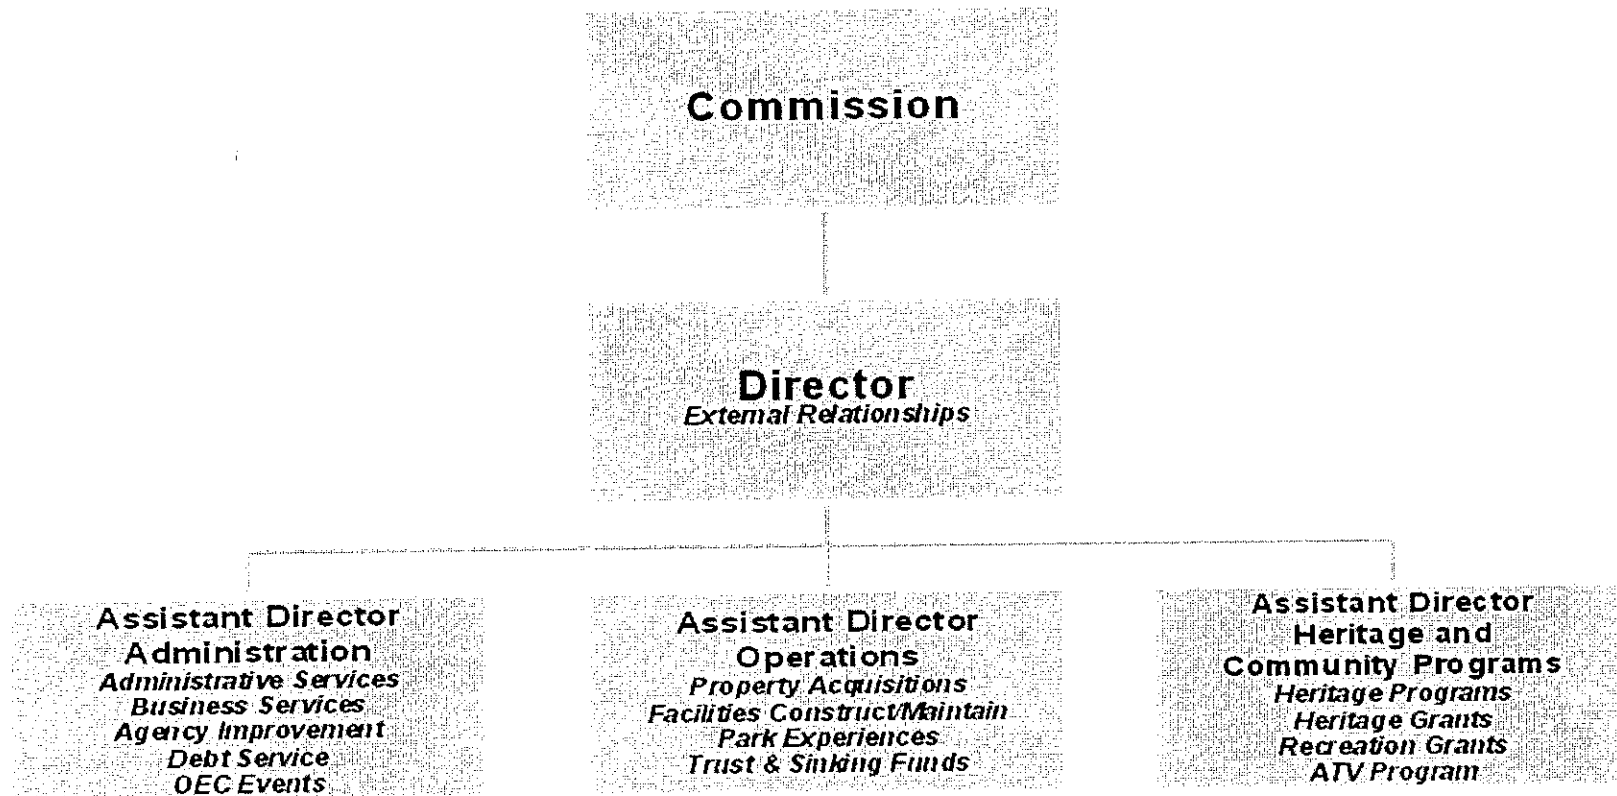 Commission
Director
External Relationships
Assistant Director
Administration
Administrative Services
Business Services
Agency Improvement
Debt Service
OEC Events
Assistant Director
Operations
Property Acquisitions
Facilities Construct/Maintain
Park Experiences
Trust & Sinking Funds
Assistant Director
Heritage and
Community Programs
Heritage Programs
Heritage Grants
Recreation Grants
ATV Program